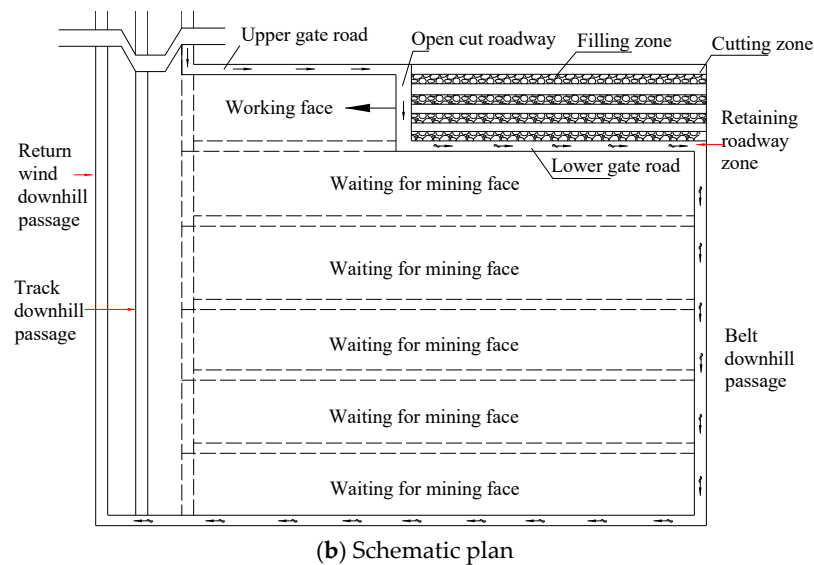 Upper gate road
Open cut roadway
Filling zone
Cutting zone
Working face
Retaining
roadway
zone
Return
wind
downhill
passage
Lower gate road
Waiting for mining face
Waiting for mining face
Track
downhill
passage
Waiting for mining face
Belt
downhill
passage
Waiting for mining face
Waiting for mining face
(b) Schematic plan